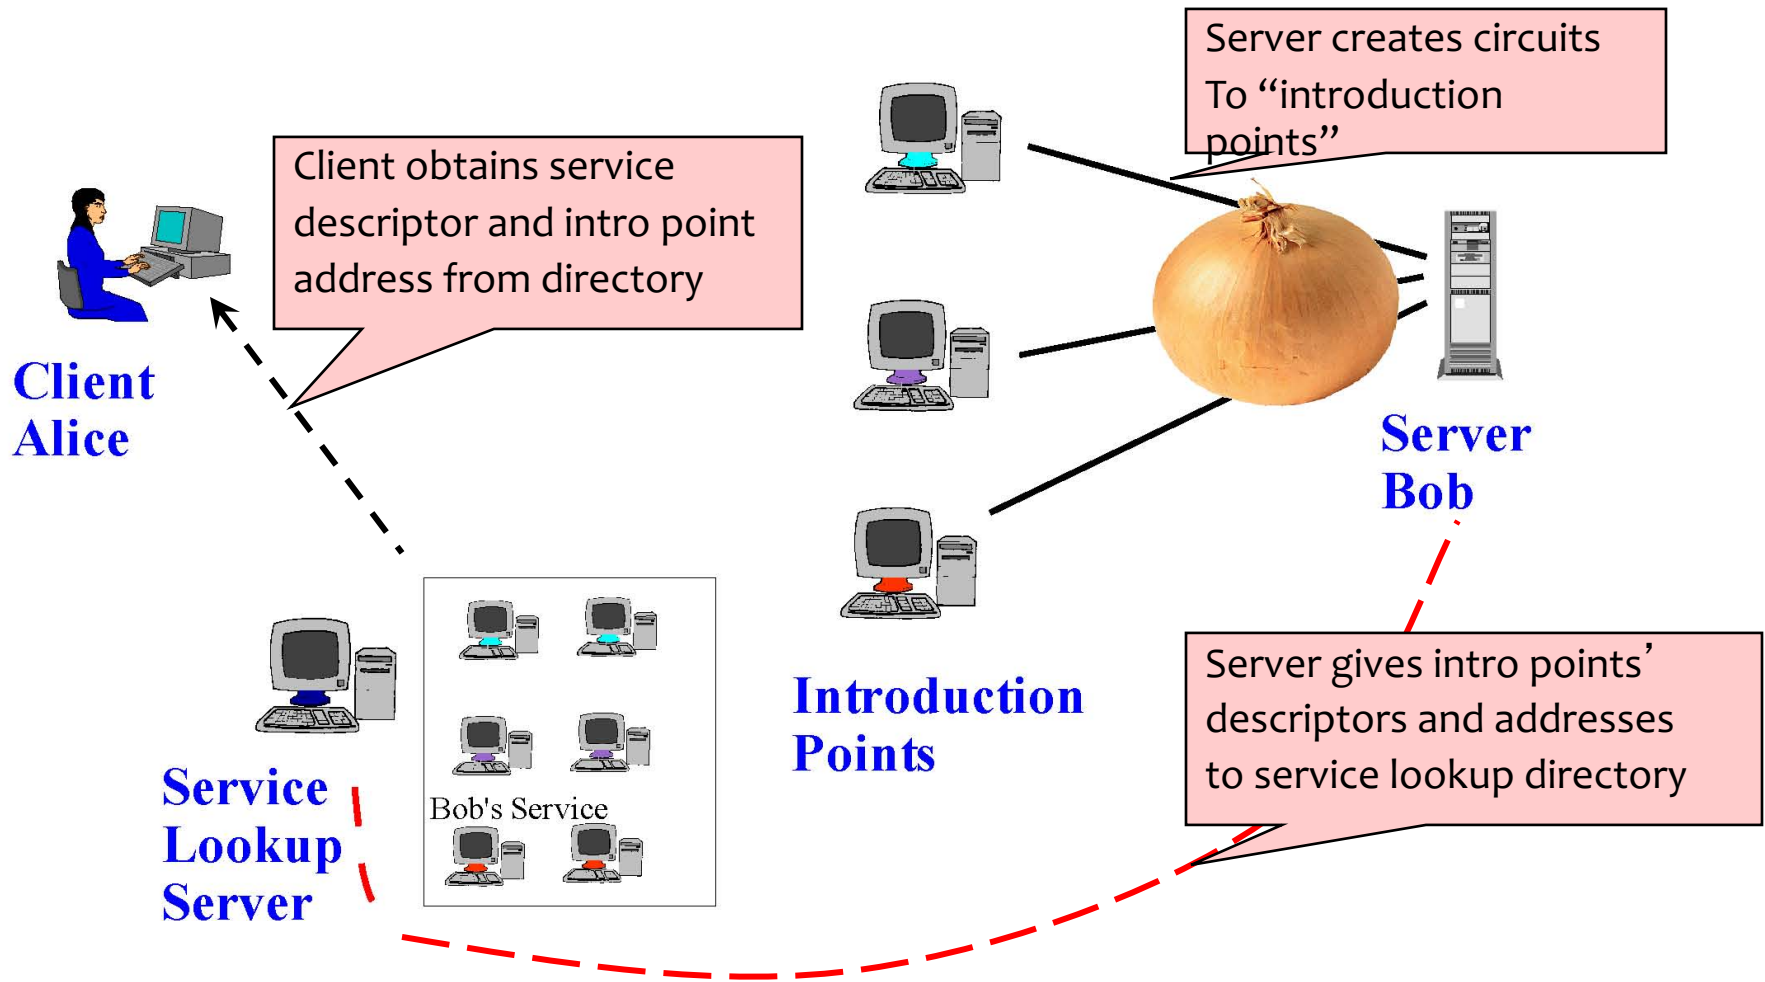 Server creates circuits
To “introduction
points”
Client obtains service
descriptor and intro point
address from directory
Client
Alice
Server
Bob
Introduction
Points
Server gives intro points’
descriptors and addresses
to service lookup directory
Service
Lookup
Server
Bob's Service